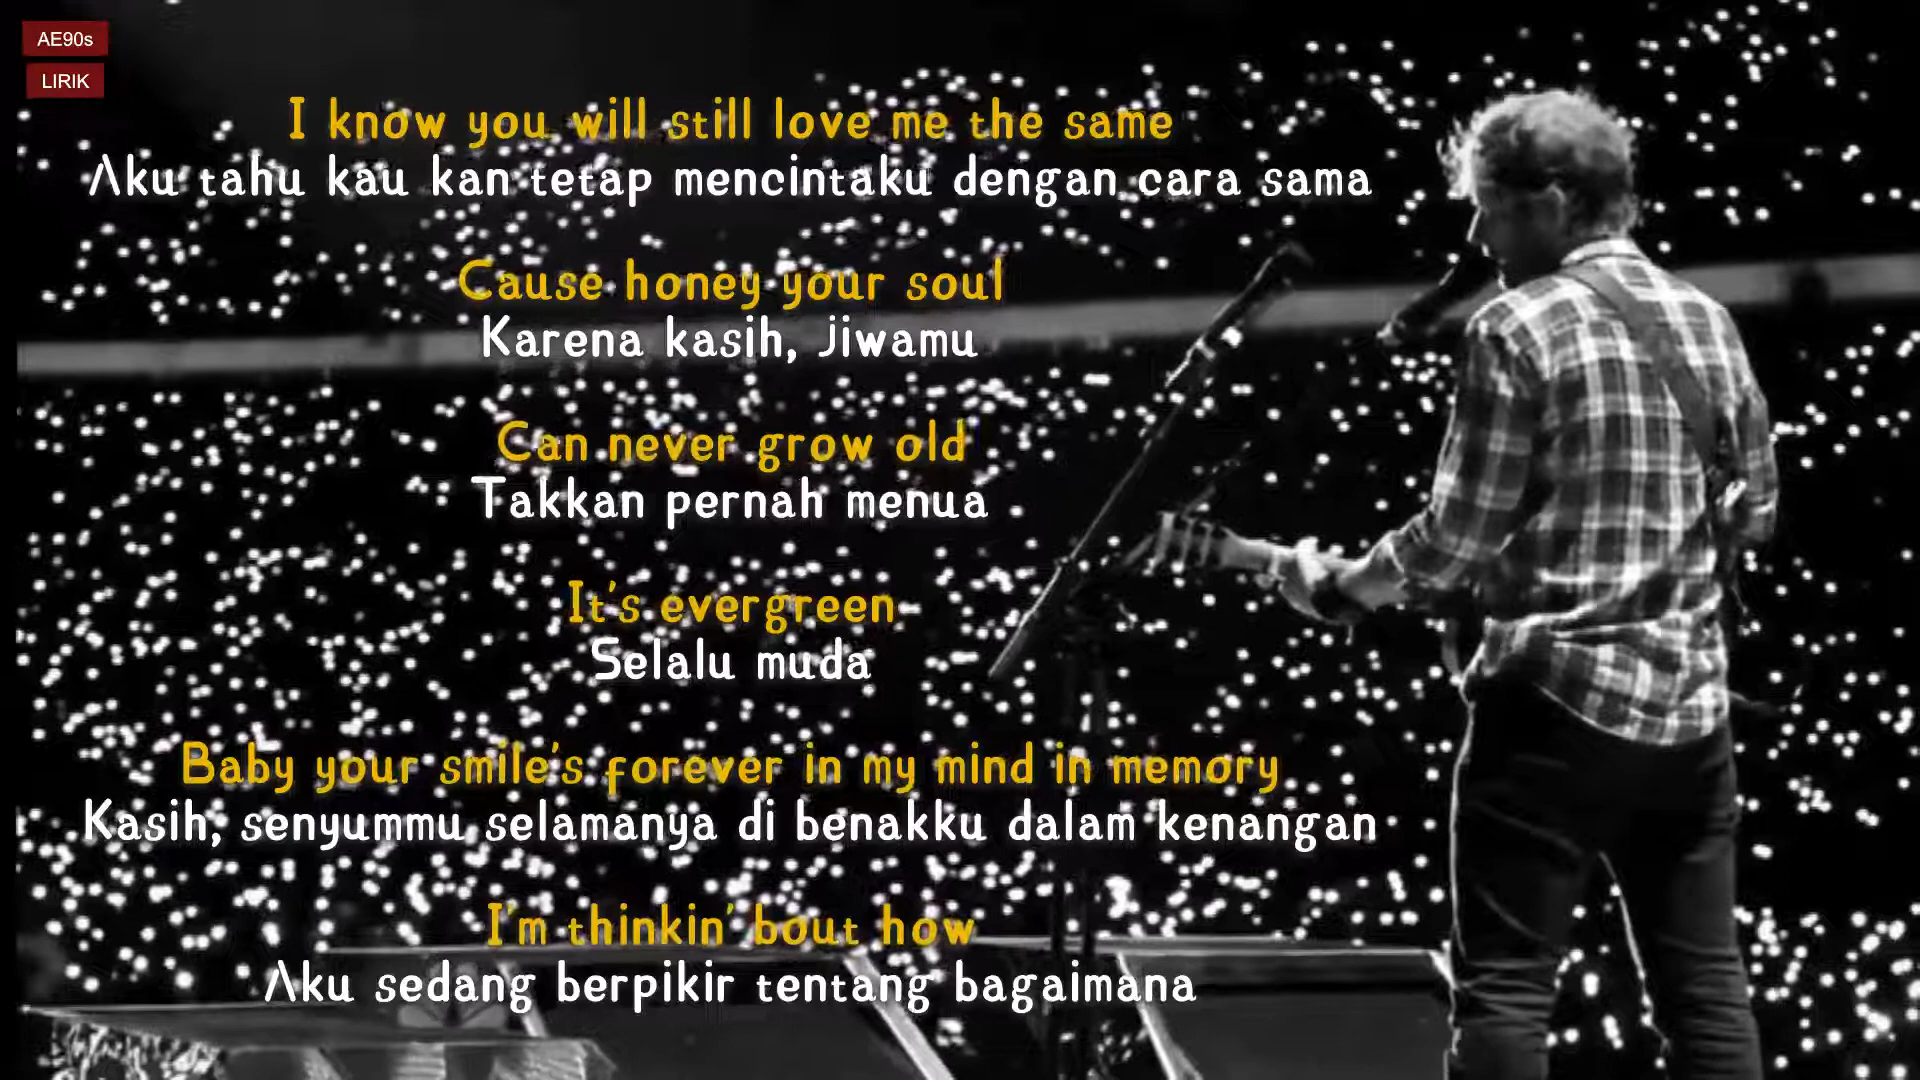 AE90s
LIRIK
I know you will still love me the same
Aku tahu kau kan tetap mencintaku dengan cara sama
Cause honey your soul
Karena kasih, jiwamu
Can never grow old
Takkan pernah menua
It's evergreen
Selalu muda
Baby your smile's forever in my mind in memory
Kasih, senyummu selamanya di benakku dalam kenangan
I'm thinkin' bout how
Aku sedang berpikir tentang bagaimana